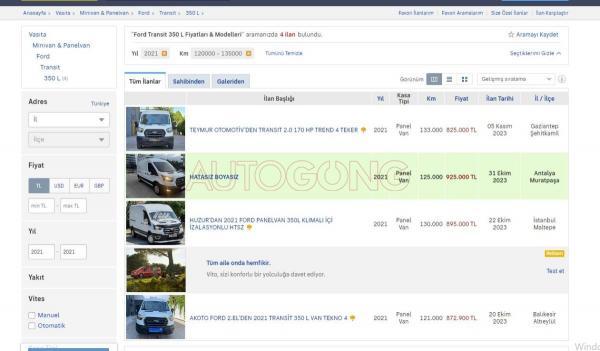 Anasayfa › Vasıta › Minivan & Panelvan › Ford › Transit › 350 L ›
Favori İlanlarım Favori Aramalarım Size Özel İlanlar İlan Karşılaştır
Vasıta
Minivan & Panelvan
Ford
Transit
350 L (4)
"Ford Transit 350 L Fiyatları & Modelleri" aramanızda 4 ilan bulundu.
Aramayı Kaydet
Yıl 2021 Km 120000 - 135000 Tümünü Temizle
Seçtiklerimi Gizle
Tüm İlanlar Sahibinden Galeriden
Görünüm Gelişmiş sıralama
Adres Türkiye
İl
İlçe
Fiyat
TL USD EUR GBP
min TL - max TL
Yıl
2021 - 2021
Yakıt
Vites
Manuel
Otomatik
İlan Başlığı Yıl Kasa Tipi Km Fiyat İlan Tarihi İl / İlçe
TEYMUR OTOMOTİV'DEN TRANSIT 2.0 170 HP TREND 4 TEKER 2021 Panel Van 133.000 825.000 TL 05 Kasım 2023 Gaziantep Şehitkamil
HATASIZ BOYASIZ 2021 Panel Van 125.000 925.000 TL 31 Ekim 2023 Antalya Muratpaşa
AUTOGONG
HUZUR'DAN 2021 FORD PANELVAN 350L KLIMALI İÇİ
İZALASYONLU HTSZ 2021 Panel Van 130.000 895.000 TL 22 Ekim 2023 İstanbul Maltepe
Tüm aile onda hemfikir.
Vito, sizi konforlu bir yolculuğa davet ediyor.
Reklam
Test et
AKOTO FORD 2.EL'DEN 2021 TRANSİT 350 L VAN TEKNO 4 2021 Panel Van 121.000 872.900 TL 20 Ekim 2023 Balıkesir Altıeylül